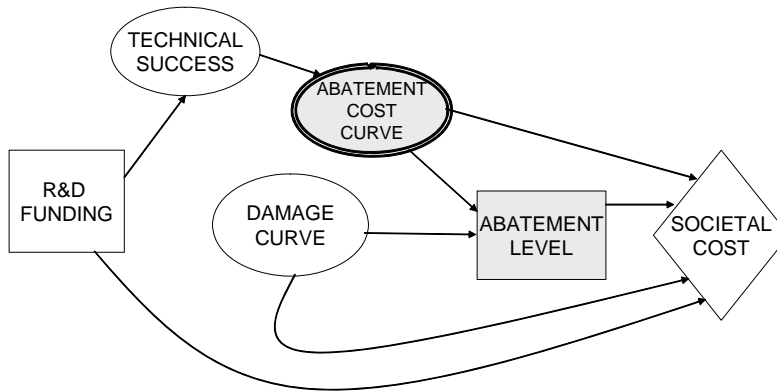 TECHNICAL
SUCCESS
ABATEMENT
COST
CURVE
R&D
FUNDING
DAMAGE
CURVE
ABATEMENT
LEVEL
SOCIETAL
COST